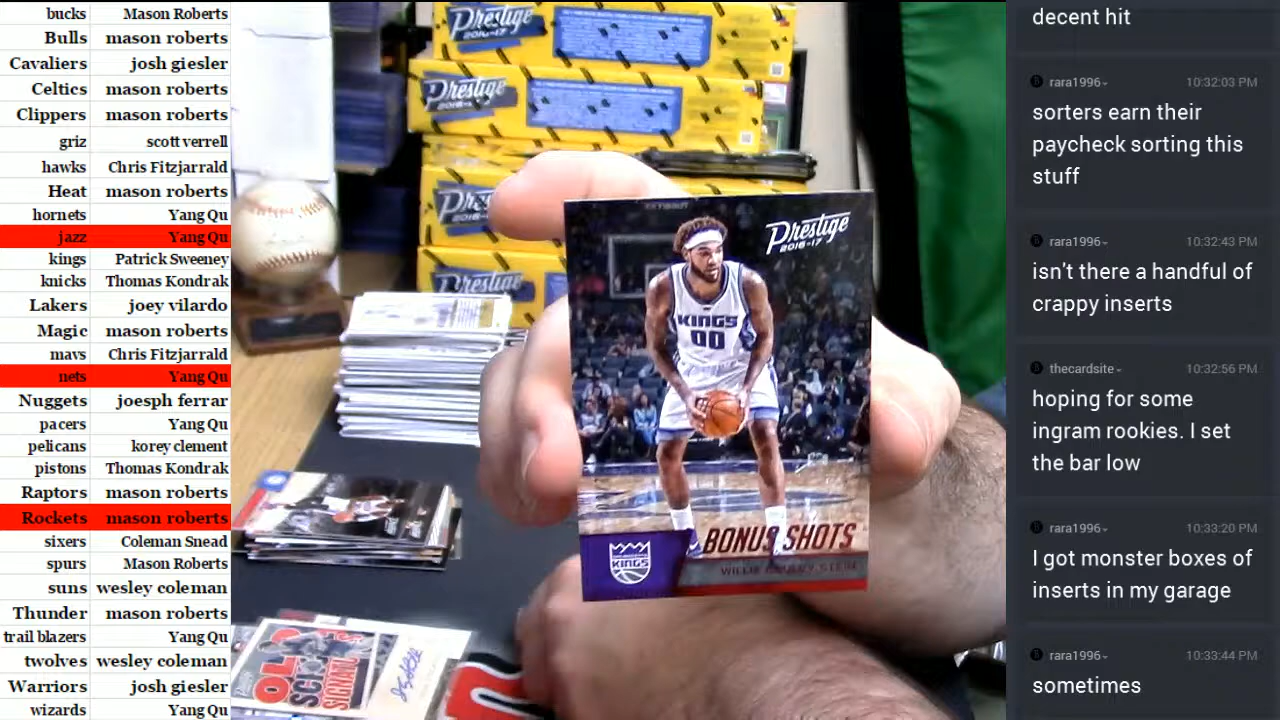 bucks Mason Roberts
Bulls mason roberts
Cavaliers josh giesler
Celtics mason roberts
Clippers mason roberts
griz scott verrell
hawks Chris Fitzjarrald
Heat mason roberts
hornets Yang Qu
jazz Yang Qu
kings Patrick Sweeney
knicks Thomas Kondrak
Lakers joey vilardo
Magic mason roberts
mavs Chris Fitzjarrald
nets Yang Qu
Nuggets joesph ferrar
pacers Yang Qu
pelicans korey clement
pistons Thomas Kondrak
Raptors mason roberts
Rockets mason roberts
sixers Coleman Snead
spurs Mason Roberts
suns wesley coleman
Thunder mason roberts
trail blazers Yang Qu
twolves wesley coleman
Warriors josh giesler
wizards Yang Qu
Prestige
2016-17
Prestige
Prestige
Prestige
Prestige
2016-17
KINGS
00
BONUS SHOTS
WILLIE CAULEY-STEIN
KINGS
decent hit
rara1996 10:32:03 PM
sorters earn their
paycheck sorting this
stuff
rara1996 10:32:43 PM
isn't there a handful of
crappy inserts
thecardsite 10:32:56 PM
hoping for some
ingram rookies. I set
the bar low
rara1996 10:33:20 PM
I got monster boxes of
inserts in my garage
rara1996 10:33:44 PM
sometimes